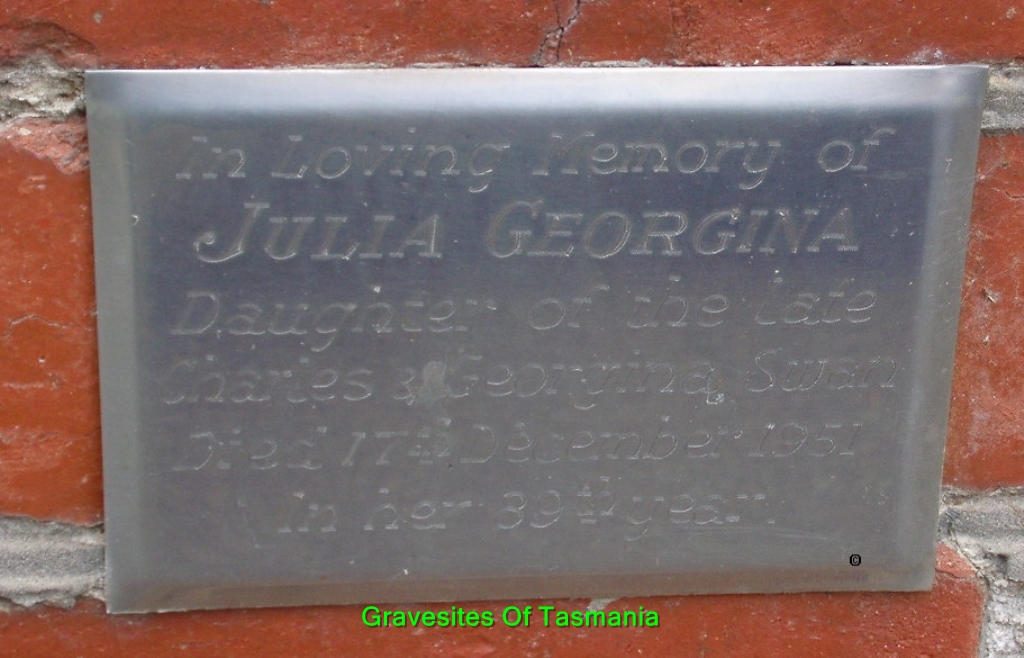 In Loving Memory of
JULIA GEORGINA
Daughter of the late
Charles & Georgina Swan
Died 17th December 1951
In her 89th year.
©
Gravesites Of Tasmania